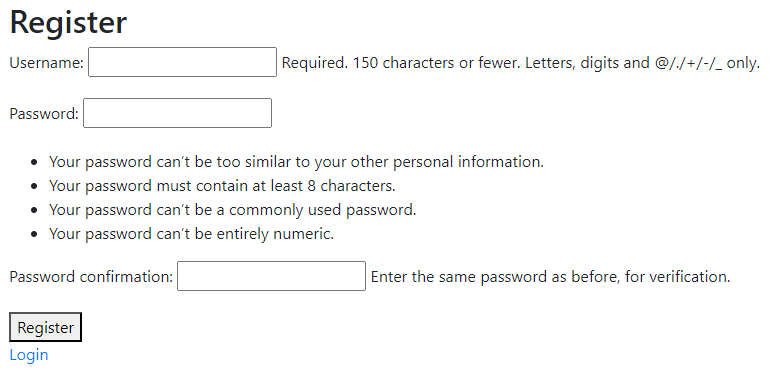 Register
Username: Required. 150 characters or fewer. Letters, digits and @/./+/-/_ only.
Password:
• Your password can’t be too similar to your other personal information.
• Your password must contain at least 8 characters.
• Your password can’t be a commonly used password.
• Your password can’t be entirely numeric.
Password confirmation: Enter the same password as before, for verification.
Register
Login